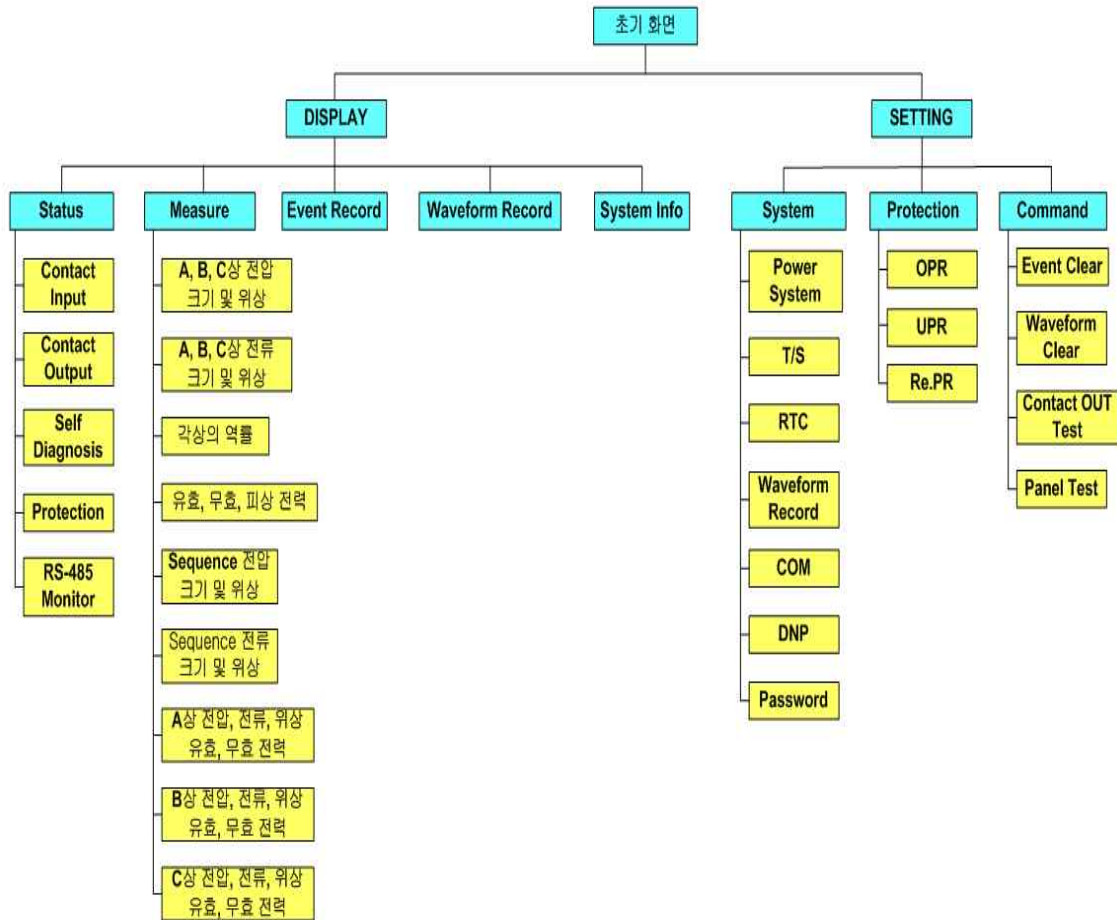 초기 화면
DISPLAY
SETTING
Status
Measure
Event Record
Waveform Record
System Info
System
Protection
Command
Contact
Input
Contact
Output
Self
Diagnosis
Protection
RS-485
Monitor
A, B, C상 전압
크기 및 위상
A, B, C상 전류
크기 및 위상
각상의 역률
유효, 무효, 피상 전력
Sequence 전압
크기 및 위상
Sequence 전류
크기 및 위상
A상 전압, 전류, 위상
유효, 무효 전력
B상 전압, 전류, 위상
유효, 무효 전력
C상 전압, 전류, 위상
유효, 무효 전력
Power
System
T/S
RTC
Waveform
Record
COM
DNP
Password
OPR
UPR
Re.PR
Event Clear
Waveform
Clear
Contact OUT
Test
Panel Test